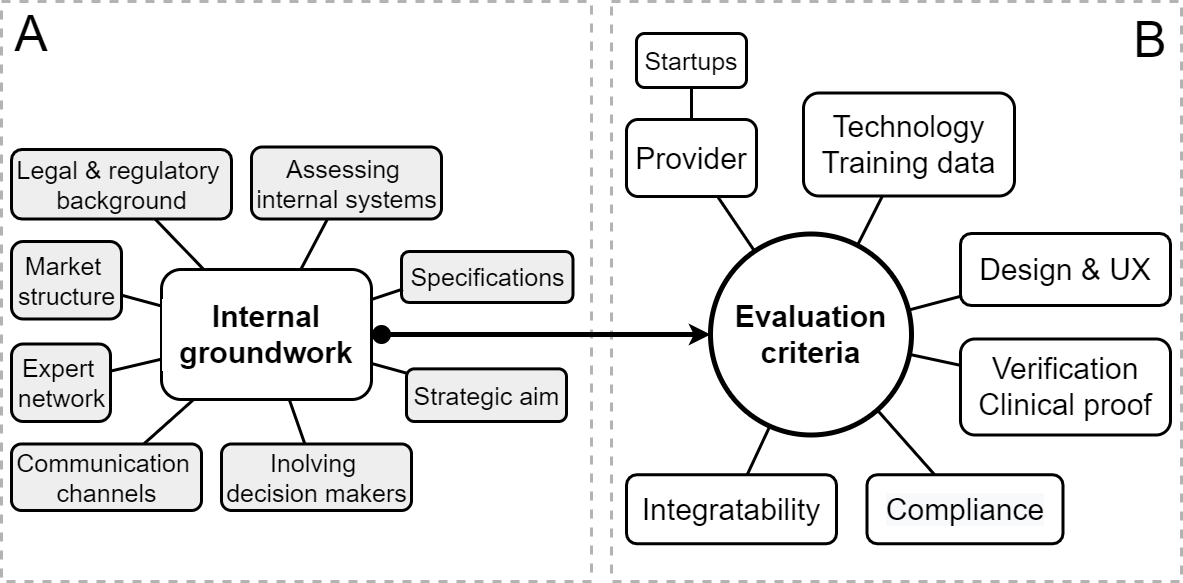 A
Legal & regulatory
background
Assessing
internal systems
Market
structure
Specifications
Internal
groundwork
Expert
network
Strategic aim
Communication
channels
Inolving
decision makers
B
Startups
Provider
Technology
Training data
Design & UX
Evaluation
criteria
Verification
Clinical proof
Integratability
Compliance